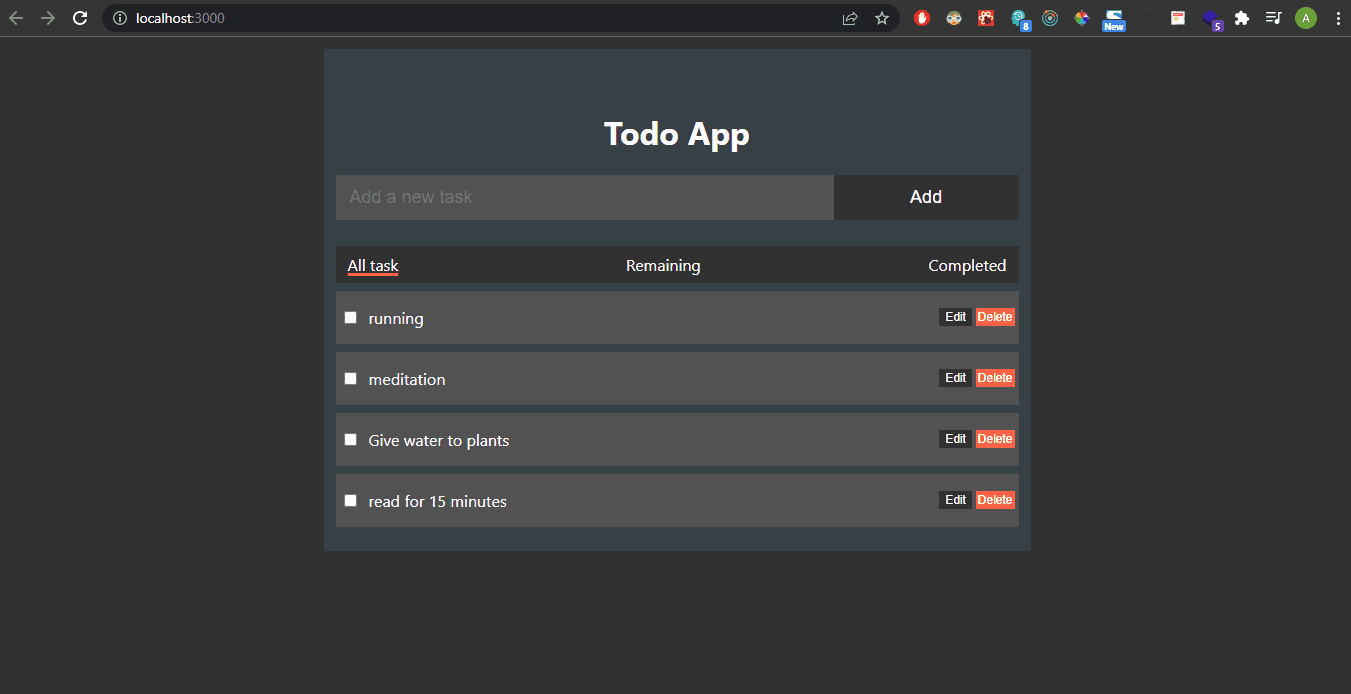 localhost:3000
8
New
5
A
Todo App
Add a new task
Add
All task Remaining Completed
running Edit Delete
meditation Edit Delete
Give water to plants Edit Delete
read for 15 minutes Edit Delete